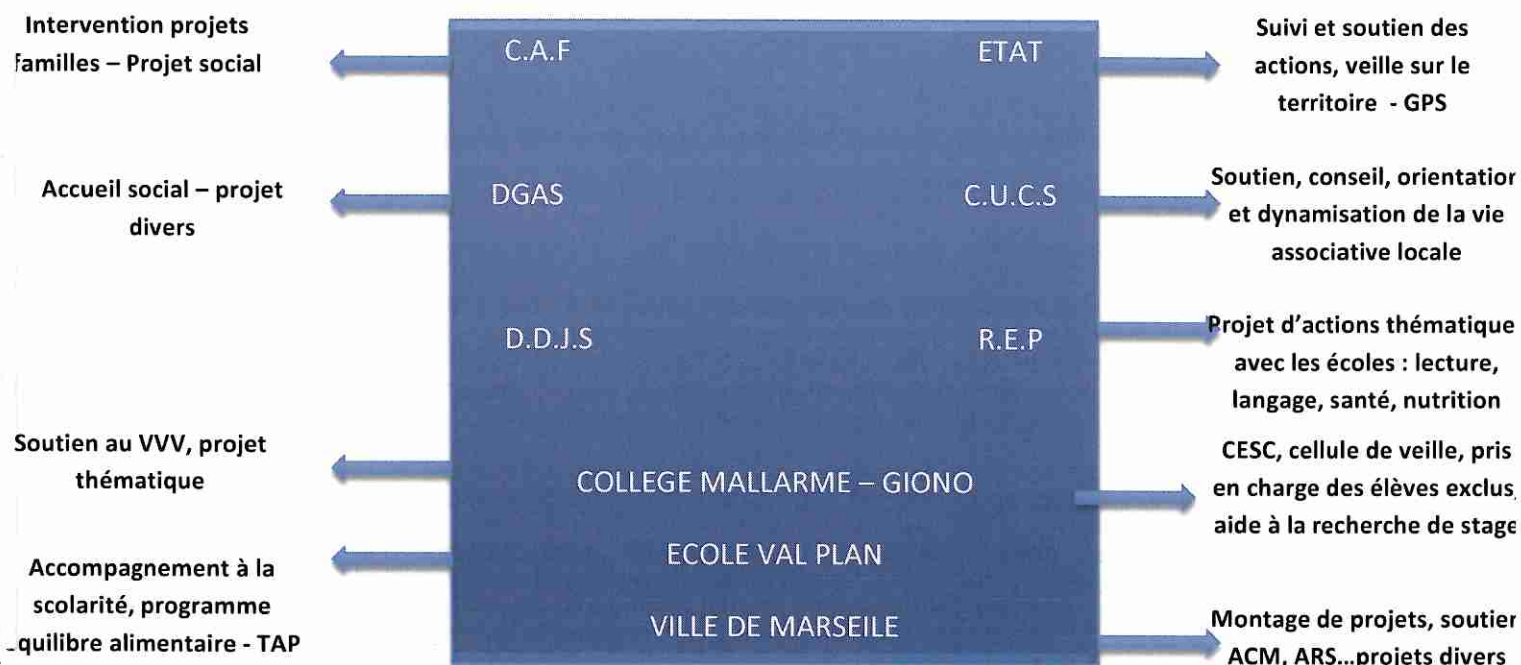 Intervention projets
familles – Projet social
C.A.F
ETAT
Suivi et soutien des
actions, veille sur le
territoire - GPS
Accueil social – projet
divers
DGAS
C.U.C.S
Soutien, conseil, orientation
et dynamisation de la vie
associative locale
D.D.J.S
R.E.P
Projet d'actions thématique
avec les écoles : lecture,
langage, santé, nutrition
Soutien au VVV, projet
thématique
COLLEGE MALLARME – GIONO
CESC, cellule de veille, pris
en charge des élèves exclus,
aide à la recherche de stage
Accompagnement à la
scolarité, programme
quilibre alimentaire - TAP
ECOLE VAL PLAN
VILLE DE MARSEILE
Montage de projets, soutien
ACM, ARS...projets divers